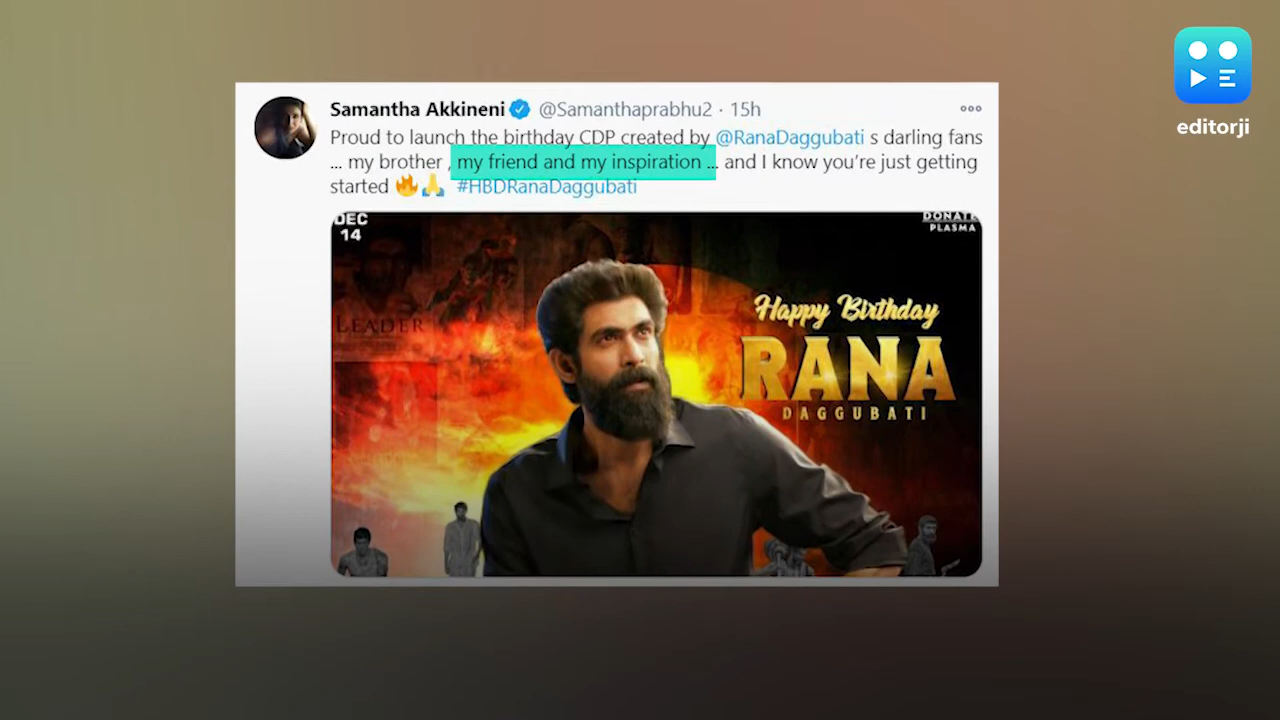 editorji
Samantha Akkineni @Samanthaprabhu2 · 15h
Proud to launch the birthday CDP created by @RanaDaggubati s darling fans
... my brother , my friend and my inspiration ... and I know you're just getting
started 🔥🙏 #HBDRanaDaggubati
DEC
14
DONATE
PLASMA
LEADER
Happy Birthday
RANA
DAGGUBATI